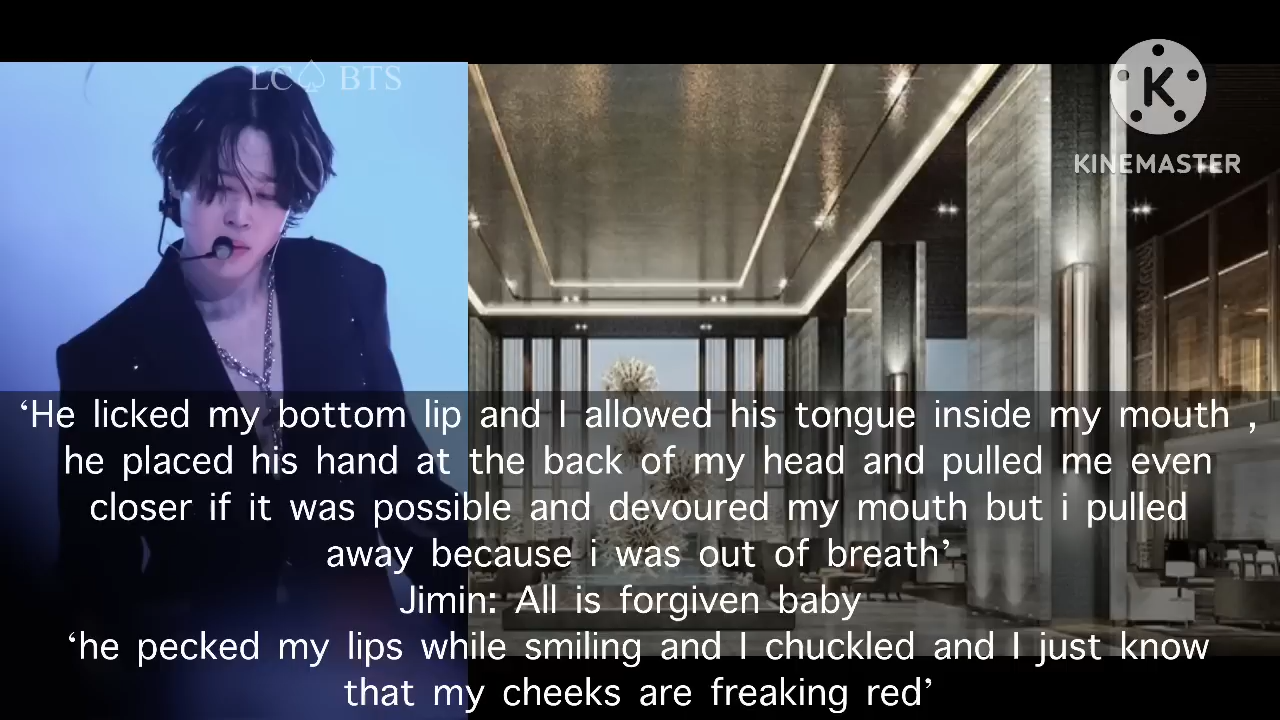 LC♤ BTS
K
KINEMASTER
‘He licked my bottom lip and I allowed his tongue inside my mouth ,
he placed his hand at the back of my head and pulled me even
closer if it was possible and devoured my mouth but i pulled
away because i was out of breath’
Jimin: All is forgiven baby
‘he pecked my lips while smiling and I chuckled and I just know
that my cheeks are freaking red’